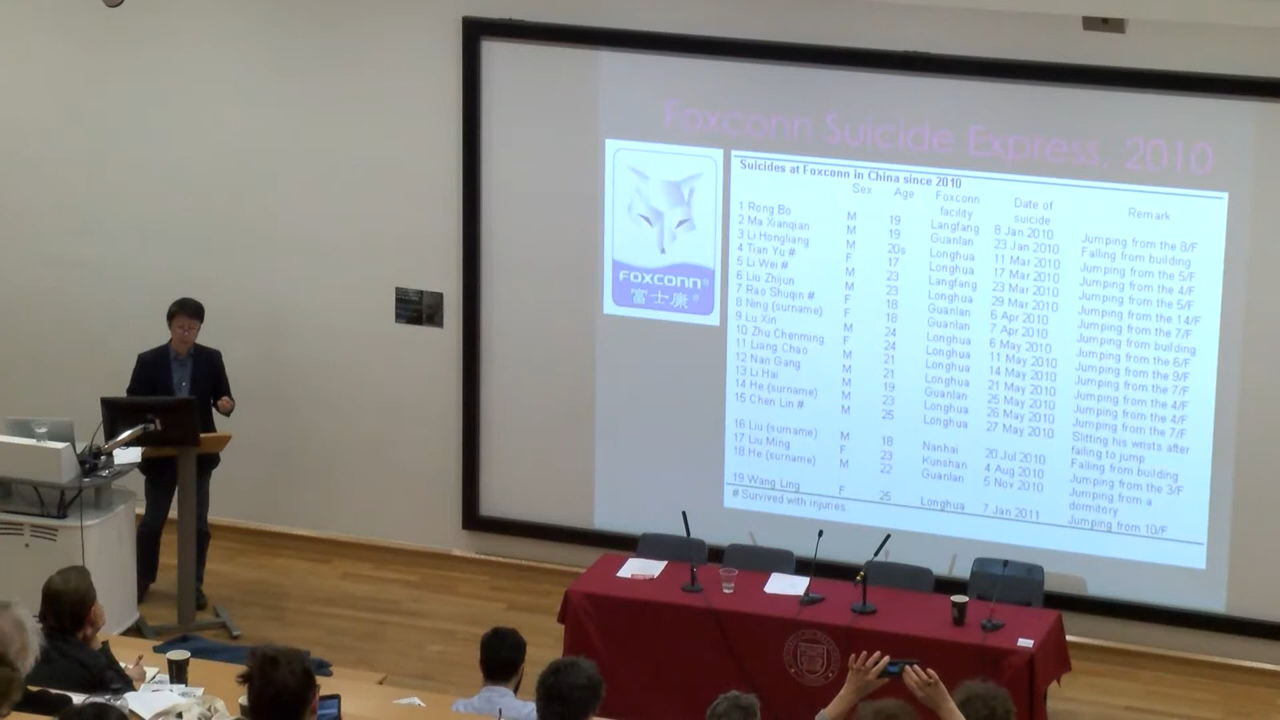 Foxconn Suicide Express, 2010
FOXCONN®
富士康®
Suicides at Foxconn in China since 2010
Sex Age Foxconn facility Date of suicide Remark
1 Rong Bo M 19 Langfang 8 Jan 2010 Jumping from the 8/F
2 Ma Xianqian M 19 Guanlan 23 Jan 2010 Falling from building
3 Li Hongliang M 20s Longhua 11 Mar 2010 Jumping from the 5/F
4 Tian Yu # F 17 Longhua 17 Mar 2010 Jumping from the 4/F
5 Li Wei # M 23 Langfang 23 Mar 2010 Jumping from the 5/F
6 Liu Zhijun M 23 Longhua 29 Mar 2010 Jumping from the 14/F
7 Rao Shuqin # F 18 Guanlan 6 Apr 2010 Jumping from the 7/F
8 Ning (surname) F 18 Guanlan 7 Apr 2010 Jumping from building
9 Lu Xin M 24 Longhua 6 May 2010 Jumping from the 6/F
10 Zhu Chenming F 24 Longhua 11 May 2010 Jumping from the 9/F
11 Liang Chao M 21 Longhua 14 May 2010 Jumping from the 7/F
12 Nan Gang M 21 Longhua 21 May 2010 Jumping from the 4/F
13 Li Hai M 19 Guanlan 25 May 2010 Jumping from the 4/F
14 He (surname) M 23 Longhua 26 May 2010 Jumping from the 7/F
15 Chen Lin # M 25 Longhua 27 May 2010 Slitting his wrists after
failing to jump
16 Liu (surname) M 18 Nanhai 20 Jul 2010 Falling from building
17 Liu Ming F 23 Kunshan 4 Aug 2010 Jumping from the 3/F
18 He (surname) M 22 Guanlan 5 Nov 2010 Jumping from a
dormitory
19 Wang Ling F 25 Longhua 7 Jan 2011 Jumping from 10/F
# Survived with injuries